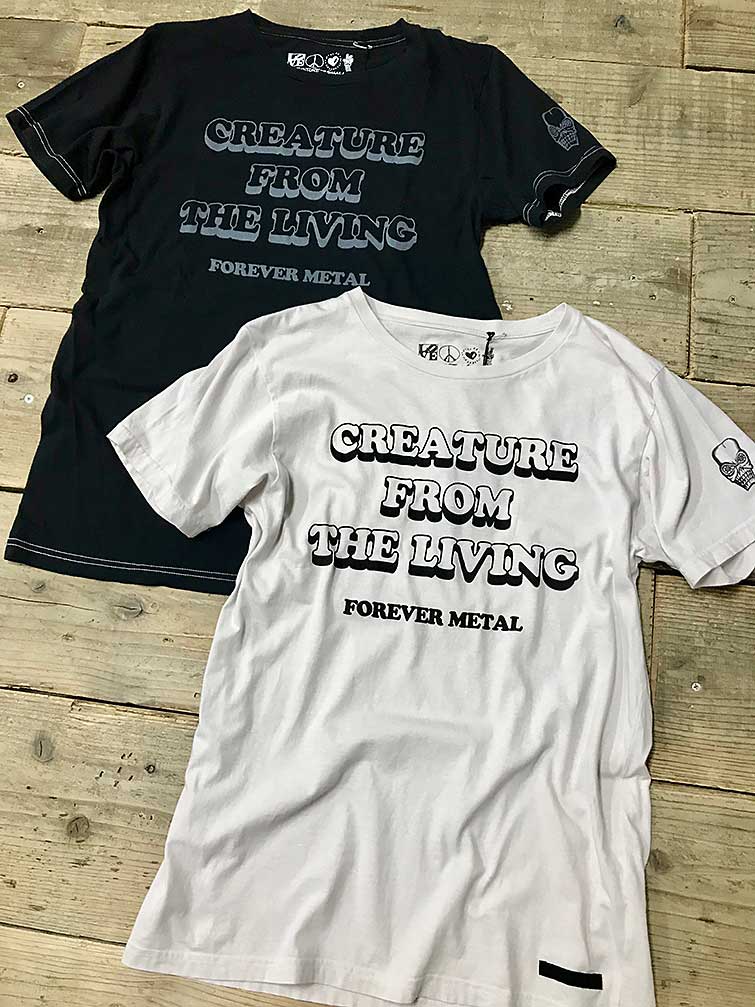 CREATURE
FROM
THE LIVING
FOREVER METAL
CREATURE
FROM
THE LIVING
FOREVER METAL